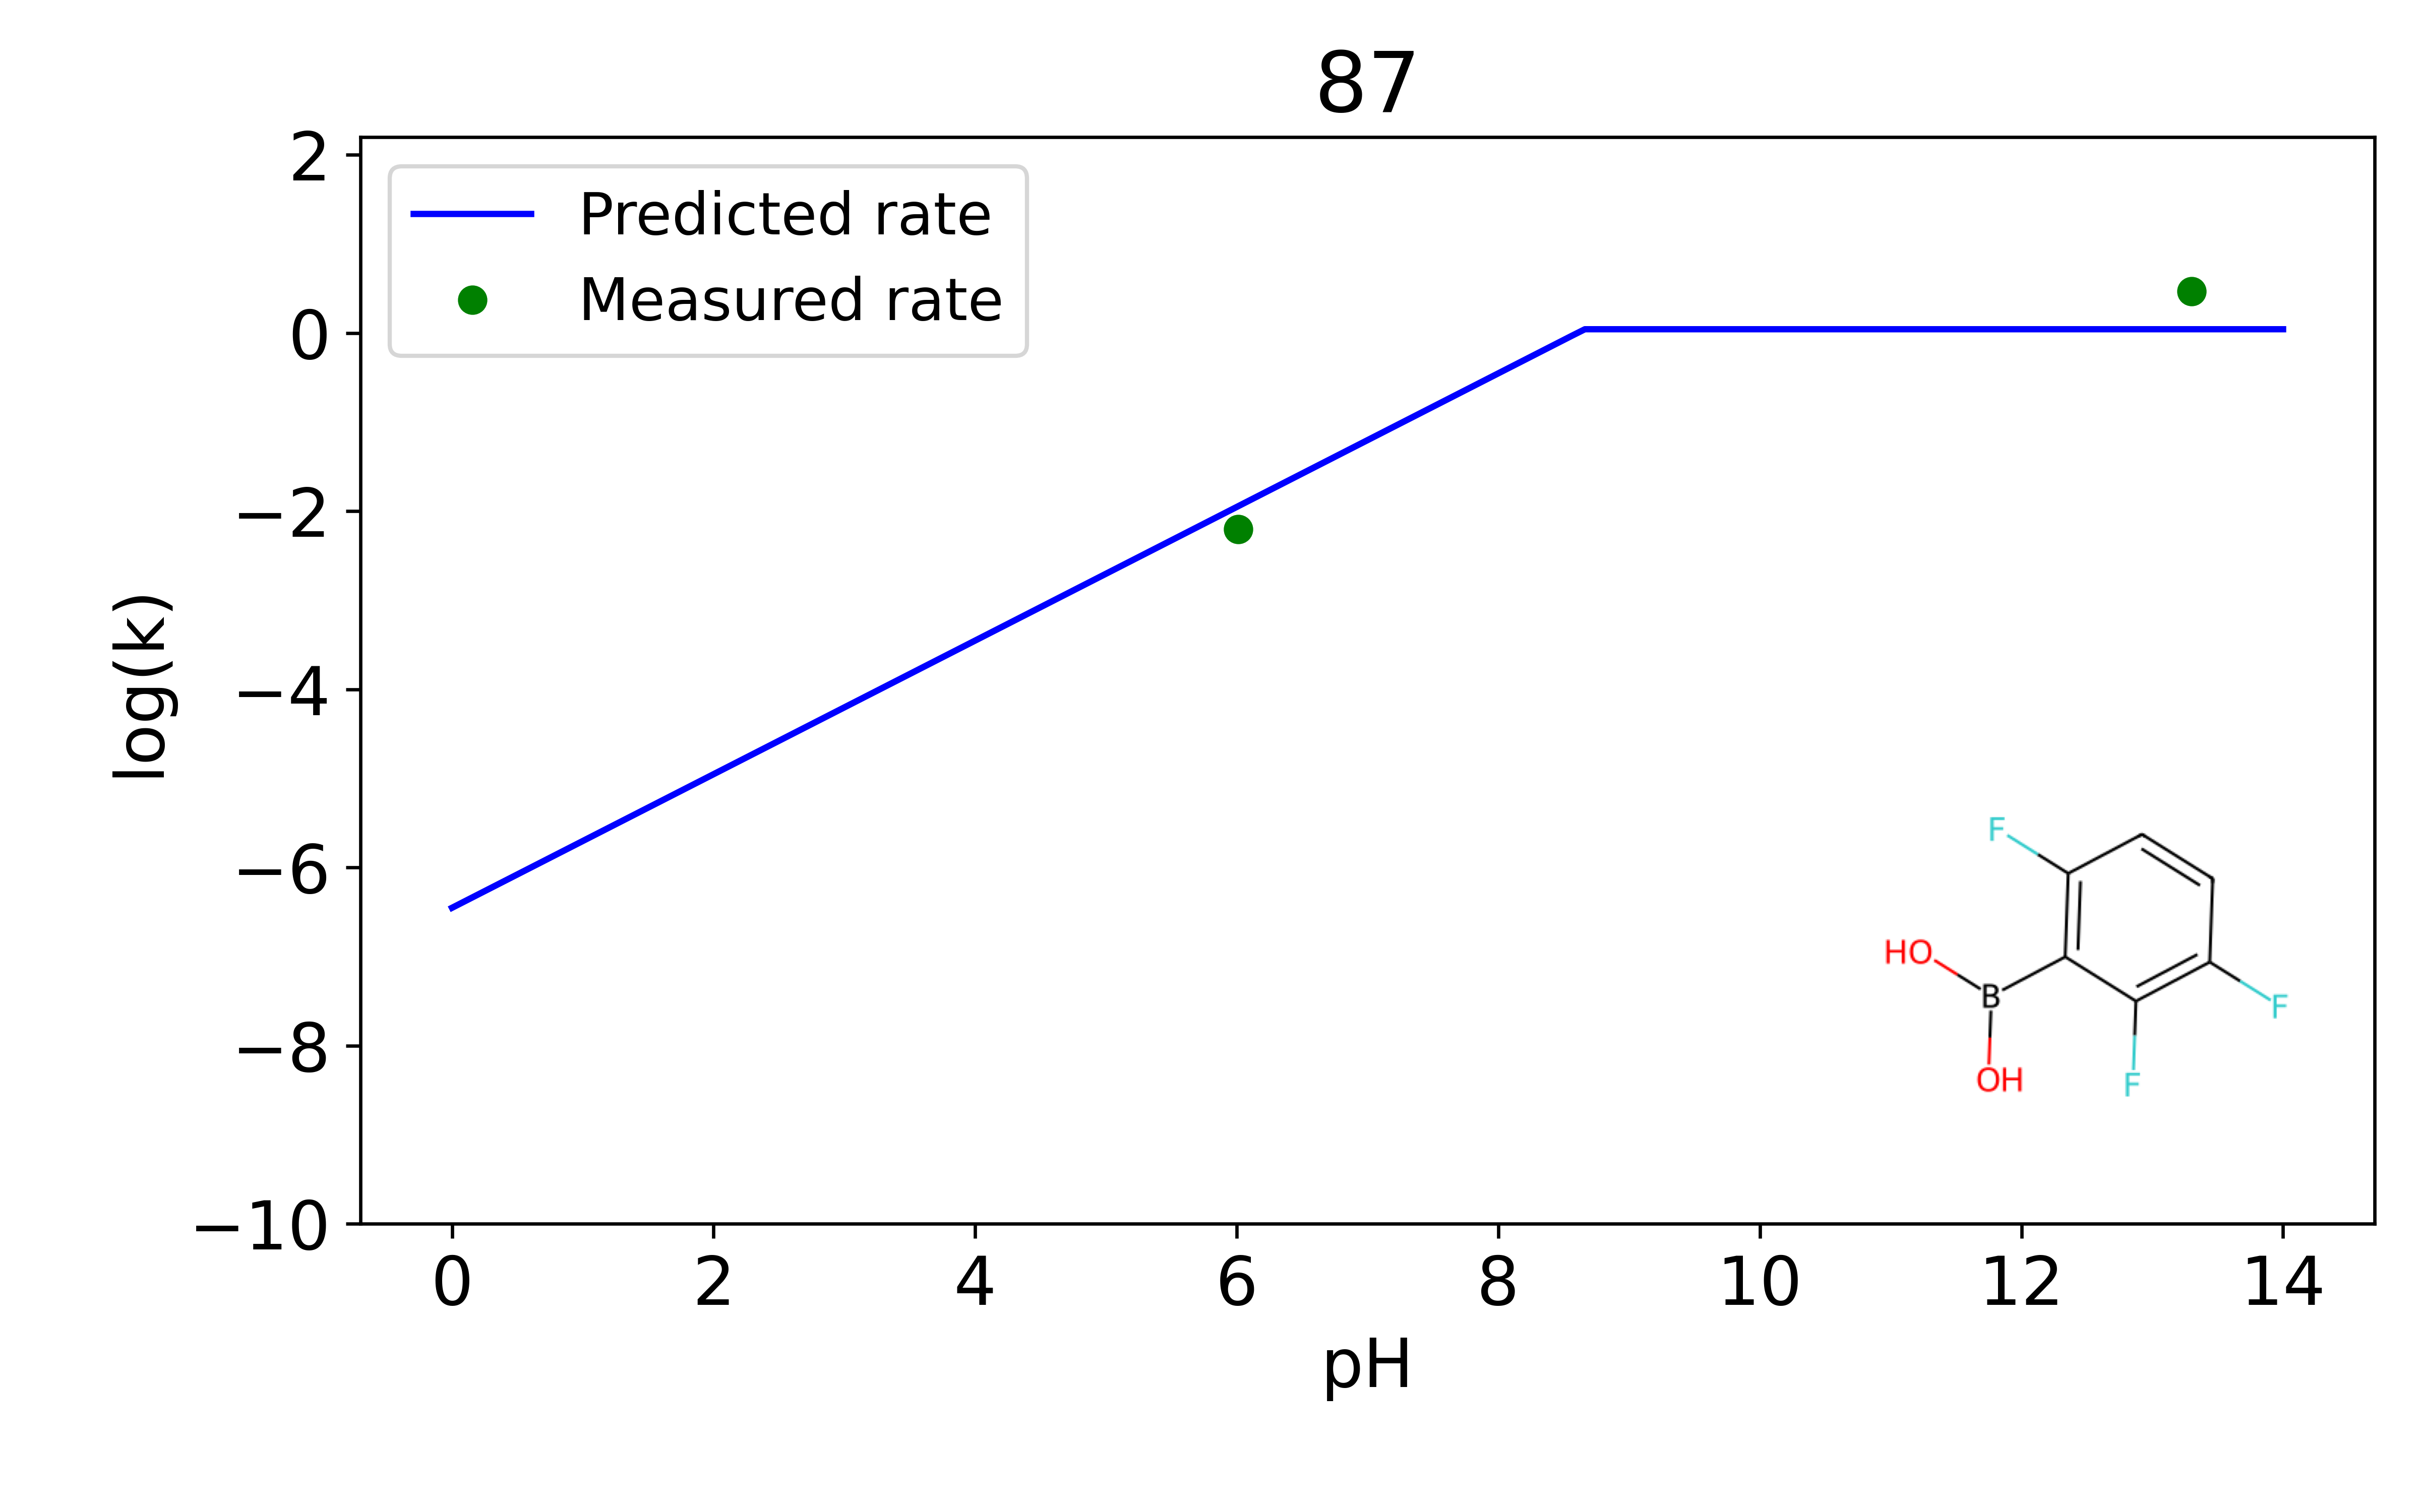 87
2
0
−2
−4
−6
−8
−10
log(k)
Predicted rate
Measured rate
F
HO
B
F
OH
F
0 2 4 6 8 10 12 14
pH